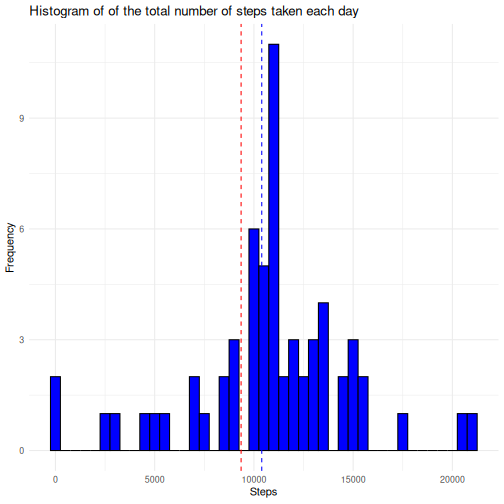 Histogram of of the total number of steps taken each day
Frequency
9
6
3
0
0 5000 10000 15000 20000
Steps